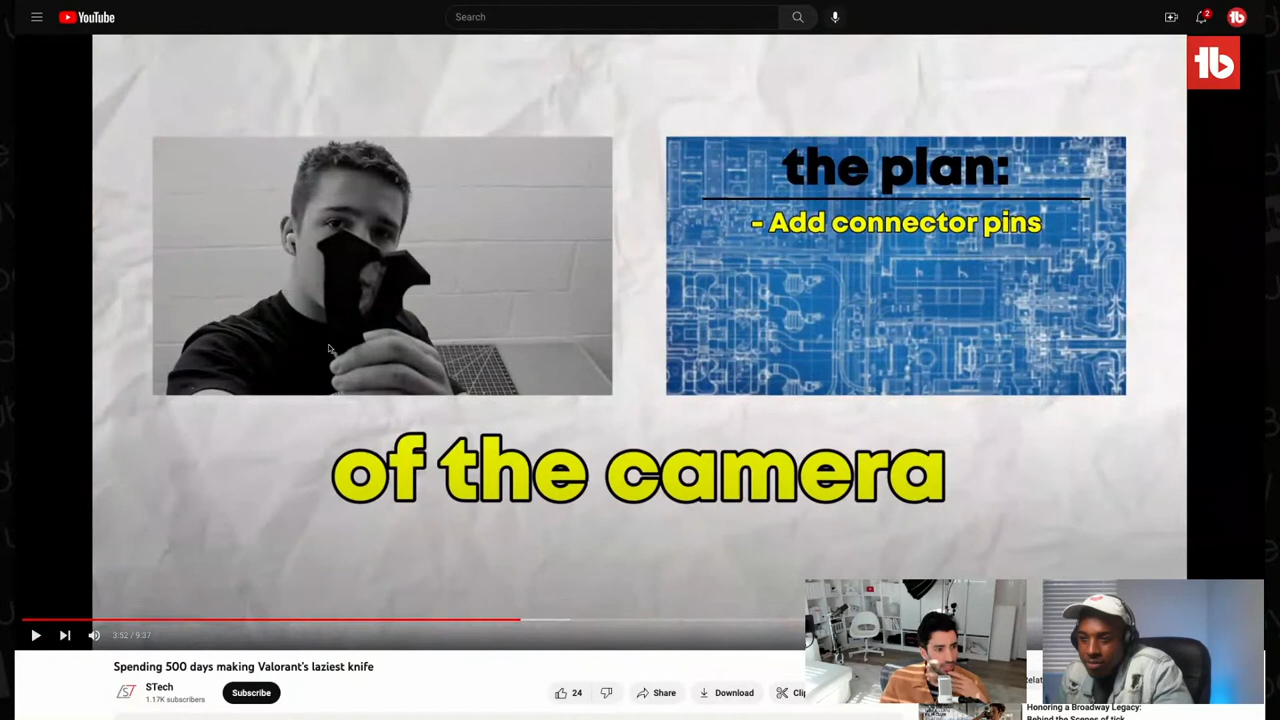 YouTube
Search
2
the plan:
- Add connector pins
of the camera
3:52 / 9:37
Spending 500 days making Valorant's laziest knife
STech
1.17K subscribers
Subscribe
24
Share
Download
Honoring a Broadway Legacy: